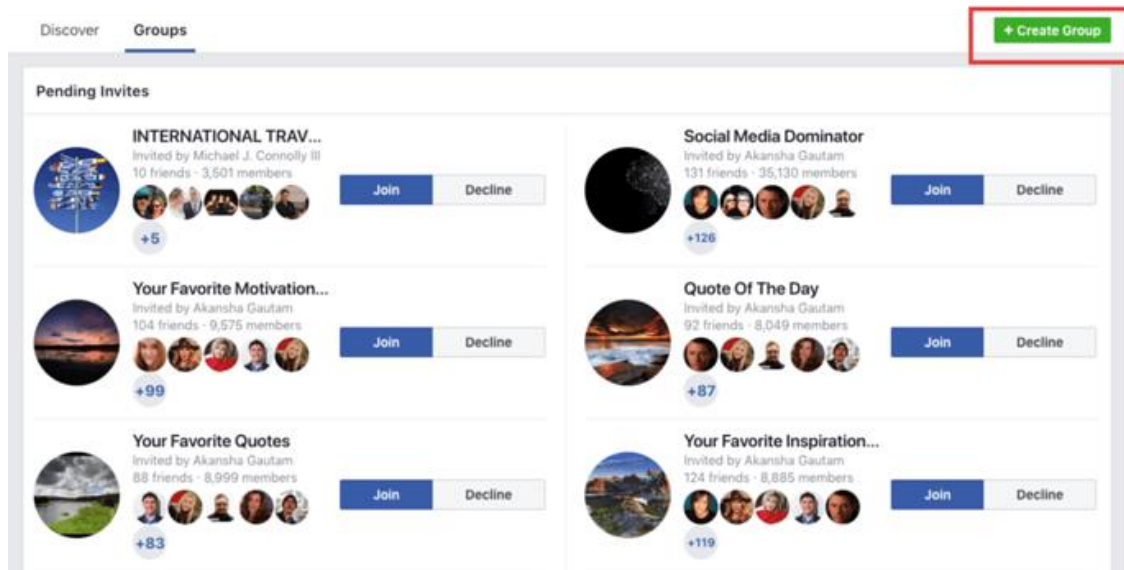 Discover
Groups
+ Create Group
Pending Invites
INTERNATIONAL TRAV...
Invited by Michael J. Connolly III
10 friends · 3,501 members
+5
Join
Decline
Social Media Dominator
Invited by Akansha Gautam
131 friends · 35,130 members
+126
Join
Decline
Your Favorite Motivation...
Invited by Akansha Gautam
104 friends · 9,575 members
+99
Join
Decline
Quote Of The Day
Invited by Akansha Gautam
92 friends · 8,049 members
+87
Join
Decline
Your Favorite Quotes
Invited by Akansha Gautam
88 friends · 8,999 members
+83
Join
Decline
Your Favorite Inspiration...
Invited by Akansha Gautam
124 friends · 8,885 members
+119
Join
Decline